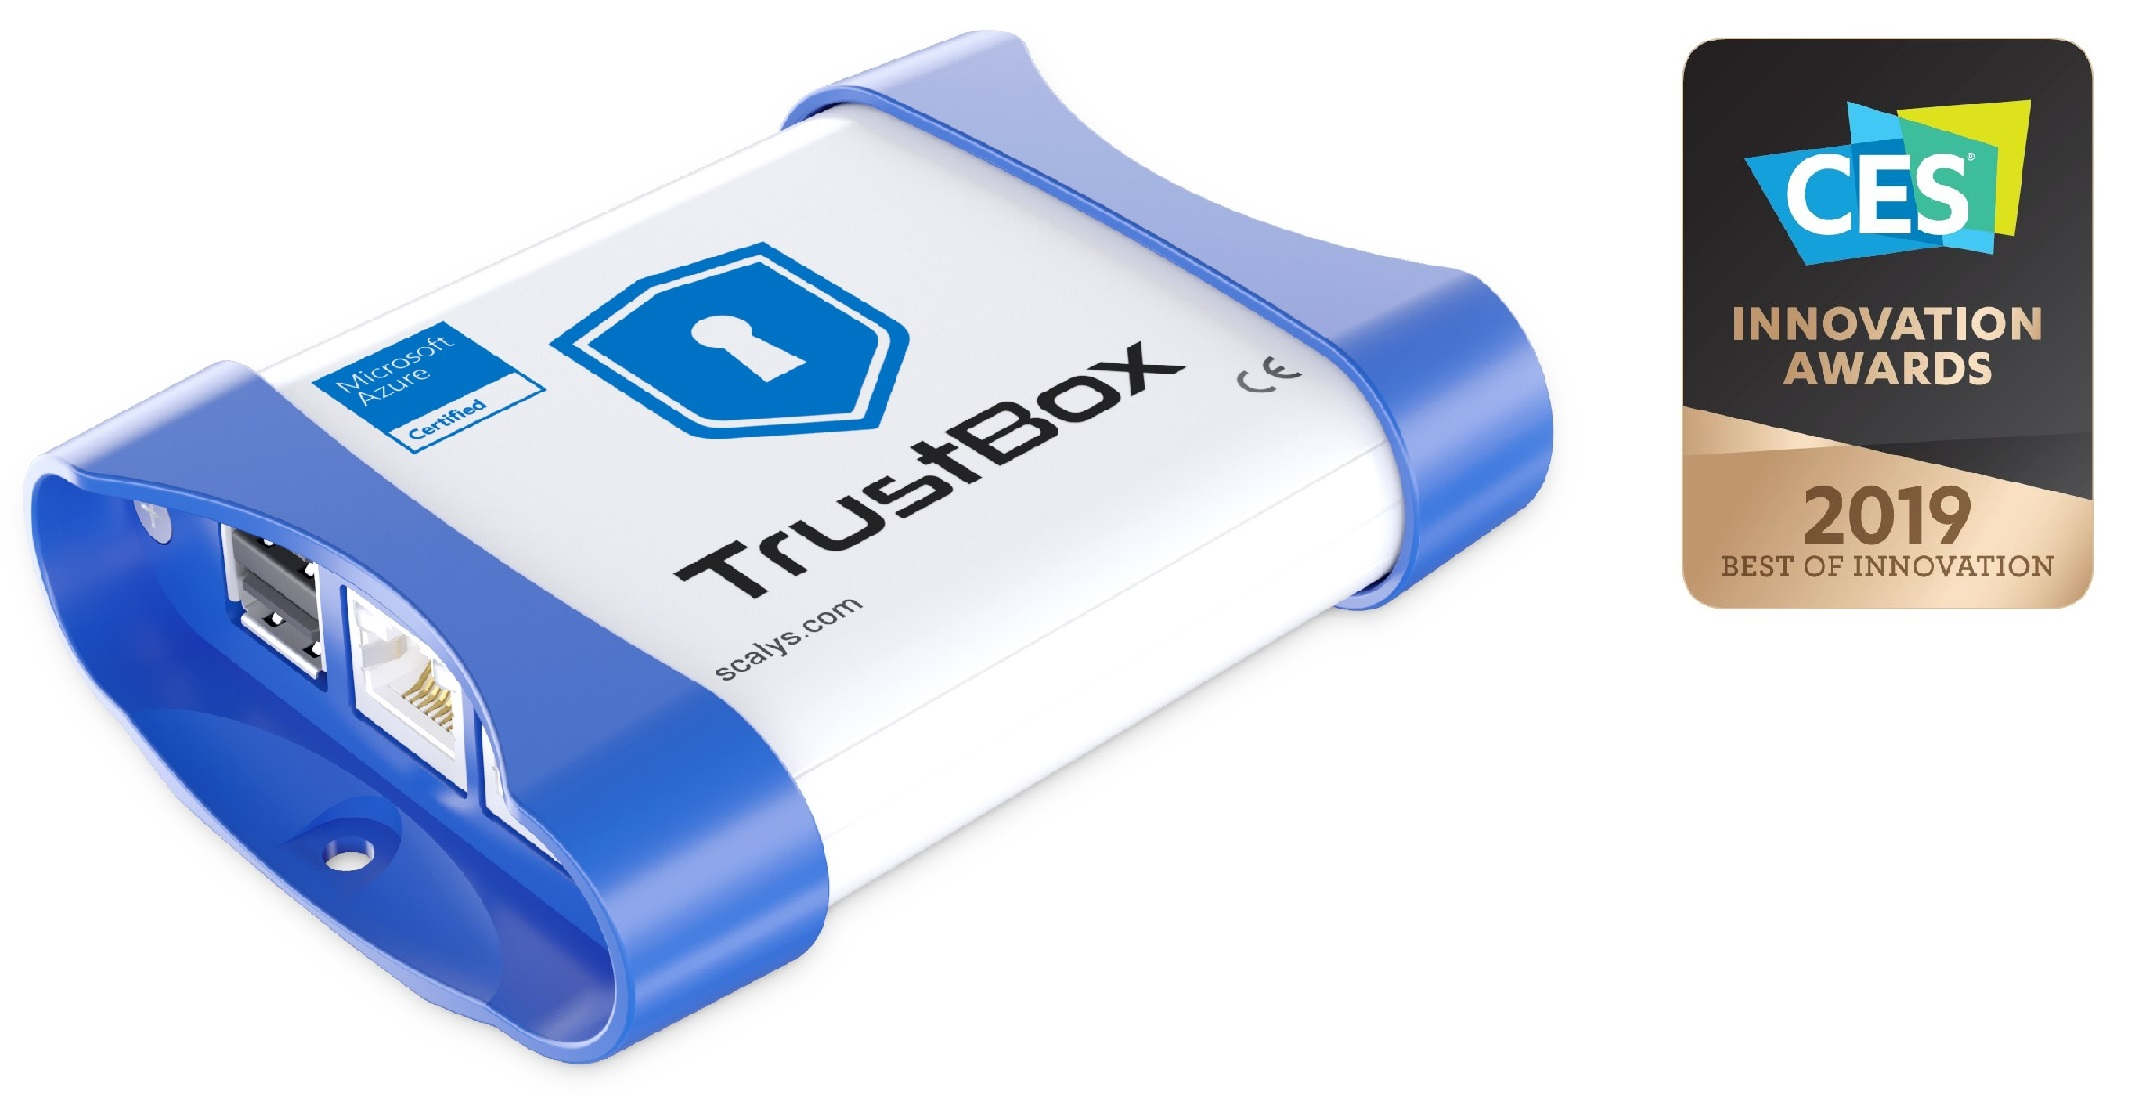 Microsoft
Azure
Certified
TrustBox
CE
scalys.com
CES®
INNOVATION
AWARDS
2019
BEST OF INNOVATION